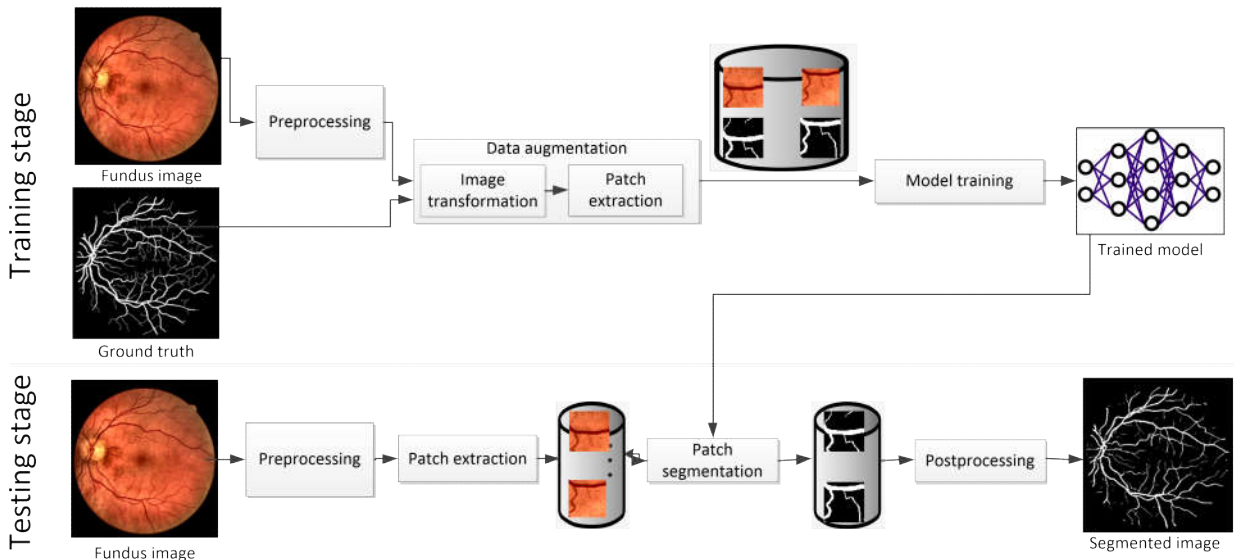 Training stage
Fundus image
Preprocessing
Ground truth
Data augmentation
Image
transformation
Patch
extraction
Model training
Trained model
Testing stage
Fundus image
Preprocessing
Patch extraction
Patch
segmentation
Postprocessing
Segmented image